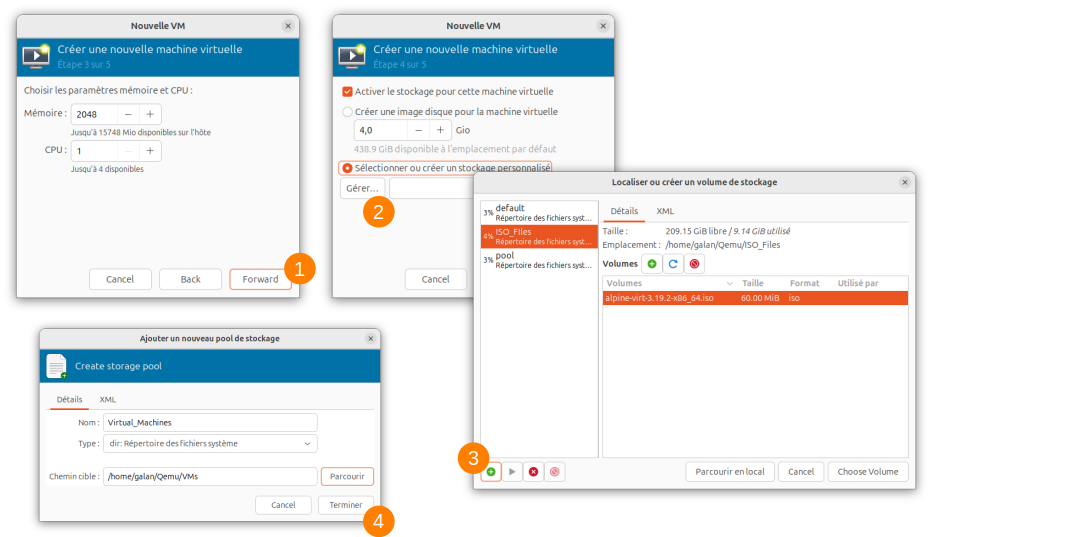 Nouvelle VM
Créer une nouvelle machine virtuelle
Étape 3 sur 5
Choisir les paramètres mémoire et CPU :
Mémoire : 2048 − +
Jusqu'à 15748 Mio disponibles sur l'hôte
CPU : 1 − +
Jusqu'à 4 disponibles
Cancel Back Forward
1
Nouvelle VM
Créer une nouvelle machine virtuelle
Étape 4 sur 5
Activer le stockage pour cette machine virtuelle
Créer une image disque pour la machine virtuelle
4,0 − + Gio
438.9 GiB disponible à l'emplacement par défaut
Sélectionner ou créer un stockage personnalisé
Gérer...
2
Cancel
Localiser ou créer un volume de stockage
3% default
Répertoire des fichiers syst...
4% ISO_FIles
Répertoire des fichiers syst...
3% pool
Répertoire des fichiers syst...
Détails XML
Taille : 209.15 GiB libre / 9.14 GiB utilisé
Emplacement : /home/galan/Qemu/ISO_Files
Volumes
Volumes Taille Format Utilisé par
alpine-virt-3.19.2-x86_64.iso 60.00 MiB iso
3
Parcourir en local Cancel Choose Volume
Ajouter un nouveau pool de stockage
Create storage pool
Détails XML
Nom : Virtual_Machines
Type : dir: Répertoire des fichiers système
Chemin cible : /home/galan/Qemu/VMs Parcourir
Cancel Terminer
4